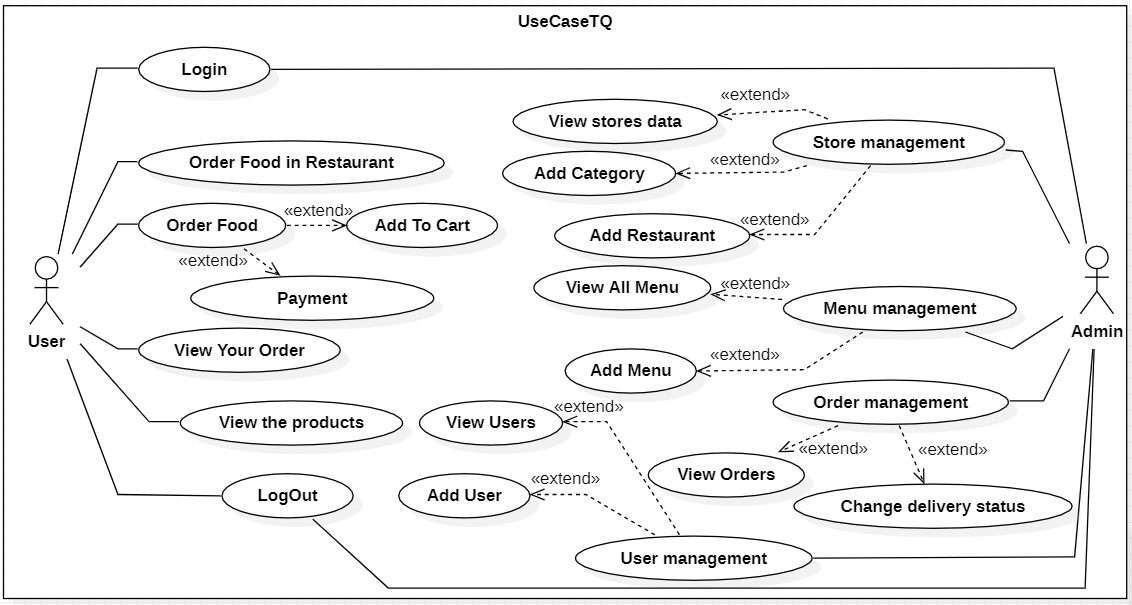 UseCaseTQ
Login
«extend»
View stores data
Store management
Order Food in Restaurant
«extend»
Add Category
Order Food
«extend»
Add To Cart
«extend»
Add Restaurant
«extend»
Payment
View All Menu
«extend»
Menu management
User
Admin
View Your Order
«extend»
Add Menu
Order management
View the products
View Users
«extend»
«extend»
«extend»
View Orders
«extend»
LogOut
Add User
Change delivery status
User management